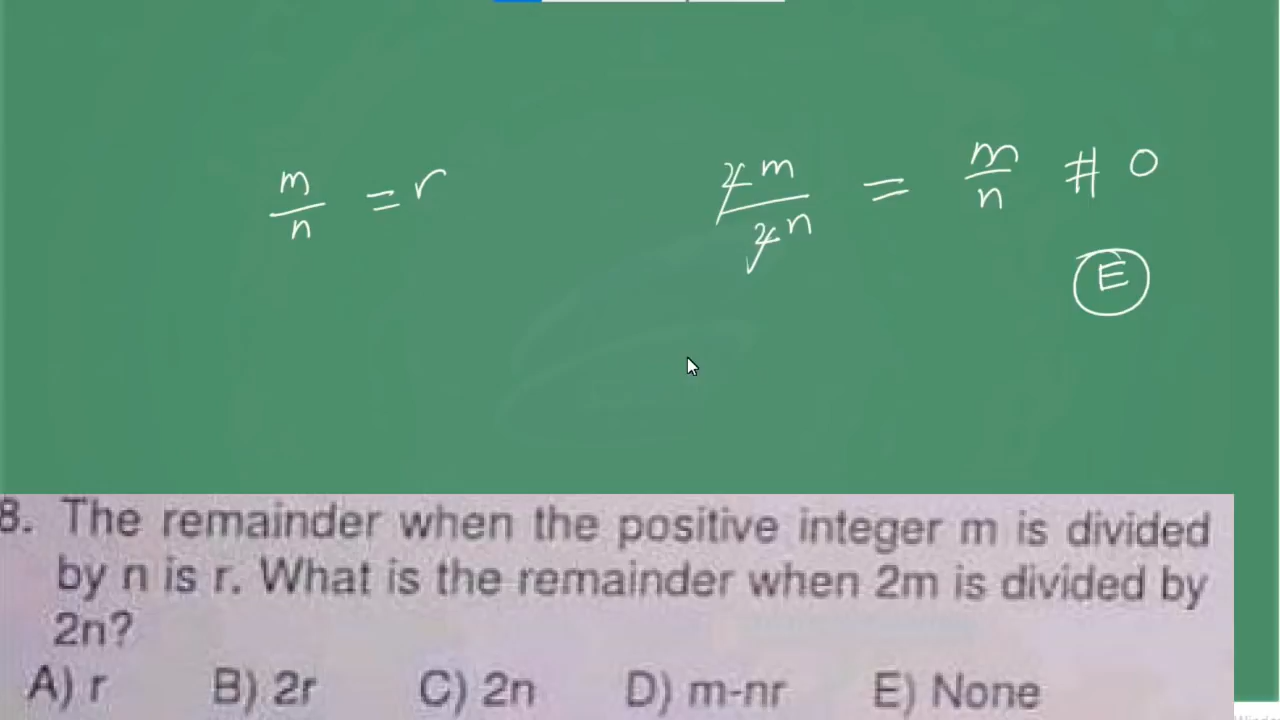 m/n = r
2m/2n = m/n # 0
E
8. The remainder when the positive integer m is divided
by n is r. What is the remainder when 2m is divided by
2n?
A) r B) 2r C) 2n D) m-nr E) None